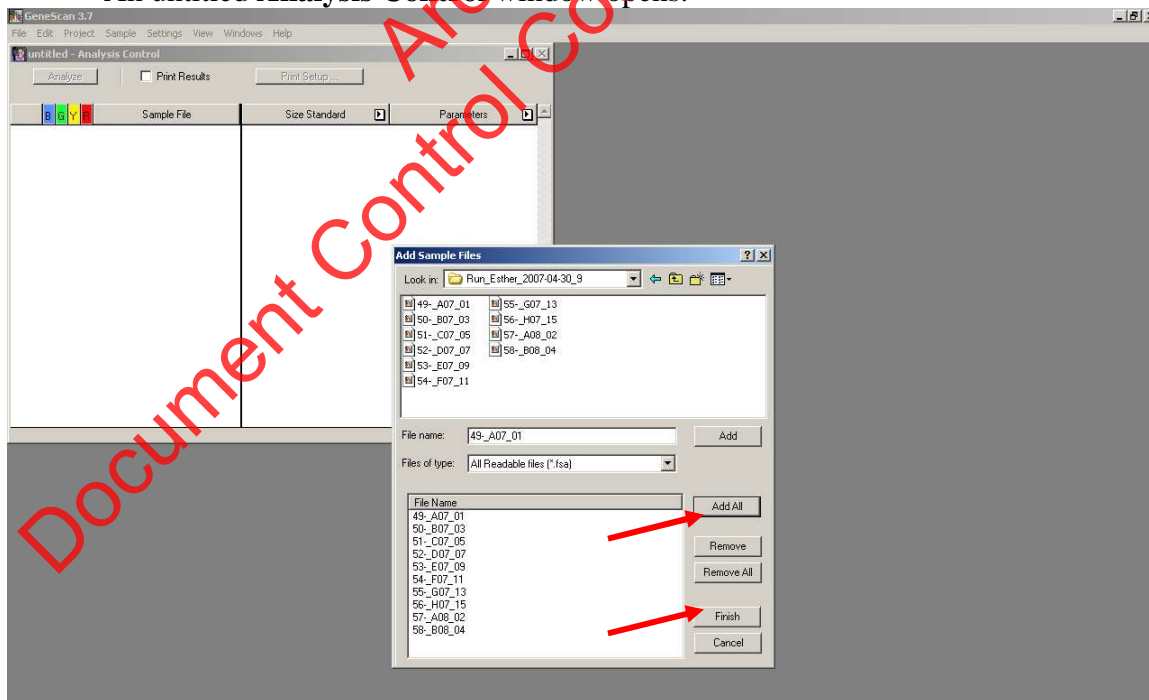 An untitled Analysis Control window opens.
GeneScan 3.7
File Edit Project Sample Settings View Windows Help
untitled - Analysis Control
Analyze Print Results Print Setup ...
B G Y R Sample File Size Standard Parameters
Add Sample Files
Look in: Run_Esther_2007-04-30_9
49-_A07_01 55-_G07_13
50-_B07_03 56-_H07_15
51-_C07_05 57-_A08_02
52-_D07_07 58-_B08_04
53-_E07_09
54-_F07_11
File name: 49-_A07_01 Add
Files of type: All Readable files (*.fsa)
File Name
Add All
49-_A07_01
50-_B07_03
51-_C07_05
52-_D07_07
53-_E07_09
54-_F07_11
55-_G07_13
56-_H07_15
57-_A08_02
58-_B08_04
Remove
Remove All
Finish
Cancel
Document Control Co